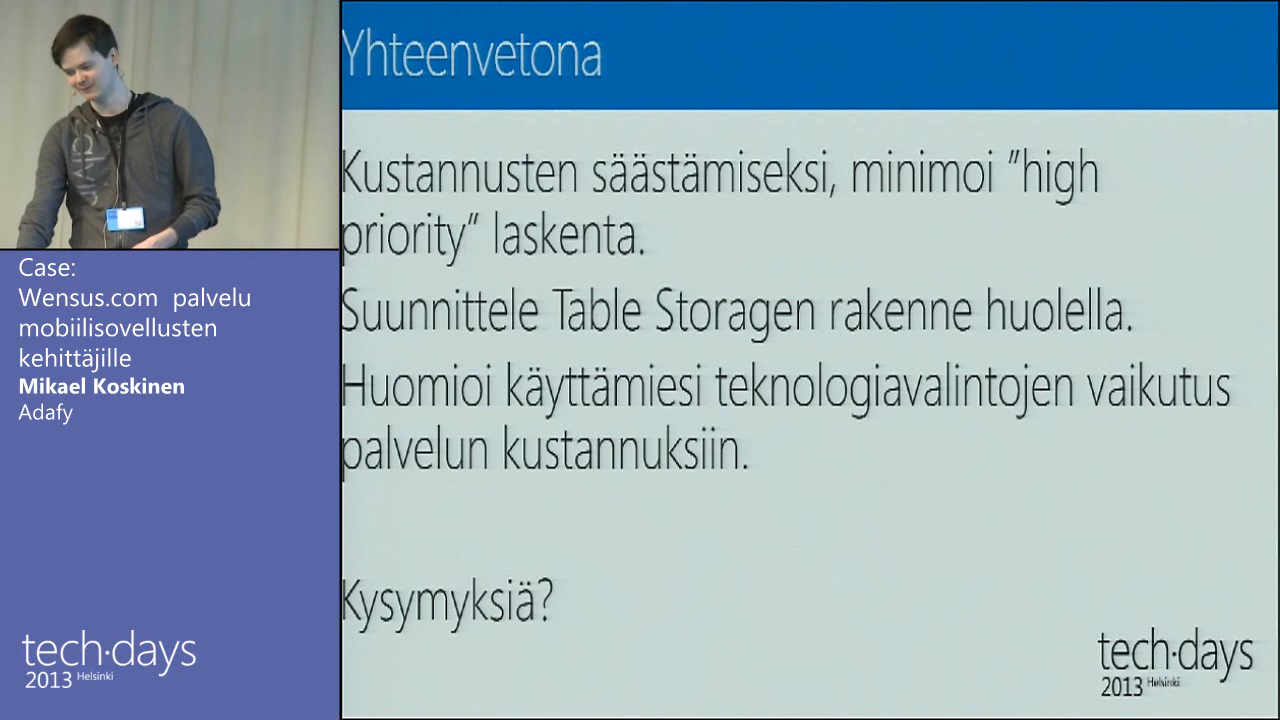 Yhteenvetona
Kustannusten säästämiseksi, minimoi ”high
priority” laskenta.
Suunnittele Table Storagen rakenne huolella.
Huomioi käyttämiesi teknologiavalintojen vaikutus
palvelun kustannuksiin.
Kysymyksiä?
tech·days
2013 Helsinki
Case:
Wensus.com palvelu
mobiilisovellusten
kehittäjille
Mikael Koskinen
Adafy
tech·days
2013 Helsinki